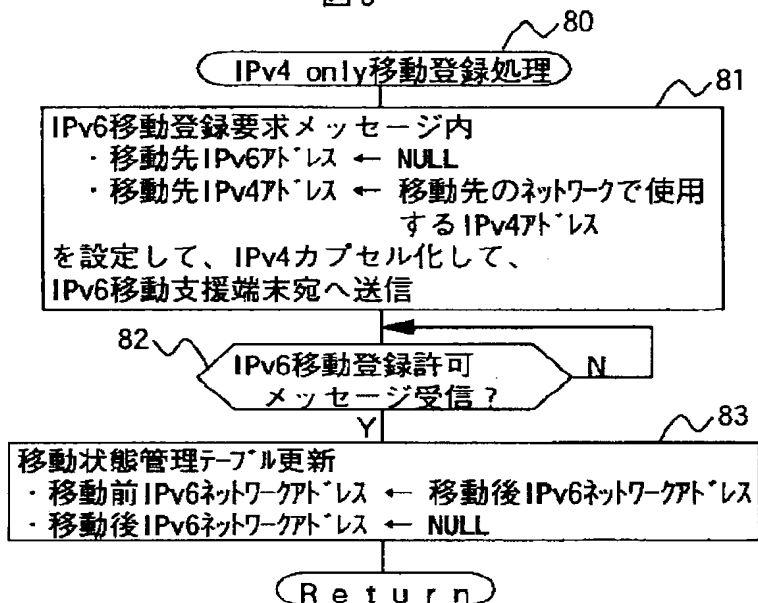 80
IPv4 only移動登録処理
81
IPv6移動登録要求メッセージ内
・移動先IPv6アドレス ← NULL
・移動先IPv4アドレス ← 移動先のネットワークで使用
するIPv4アドレス
を設定して、IPv4カプセル化して、
IPv6移動支援端末宛へ送信
82
IPv6移動登録許可
メッセージ受信?
N
Y
83
移動状態管理テーブル更新
・移動前IPv6ネットワークアドレス ← 移動後IPv6ネットワークアドレス
・移動後IPv6ネットワークアドレス ← NULL
Return